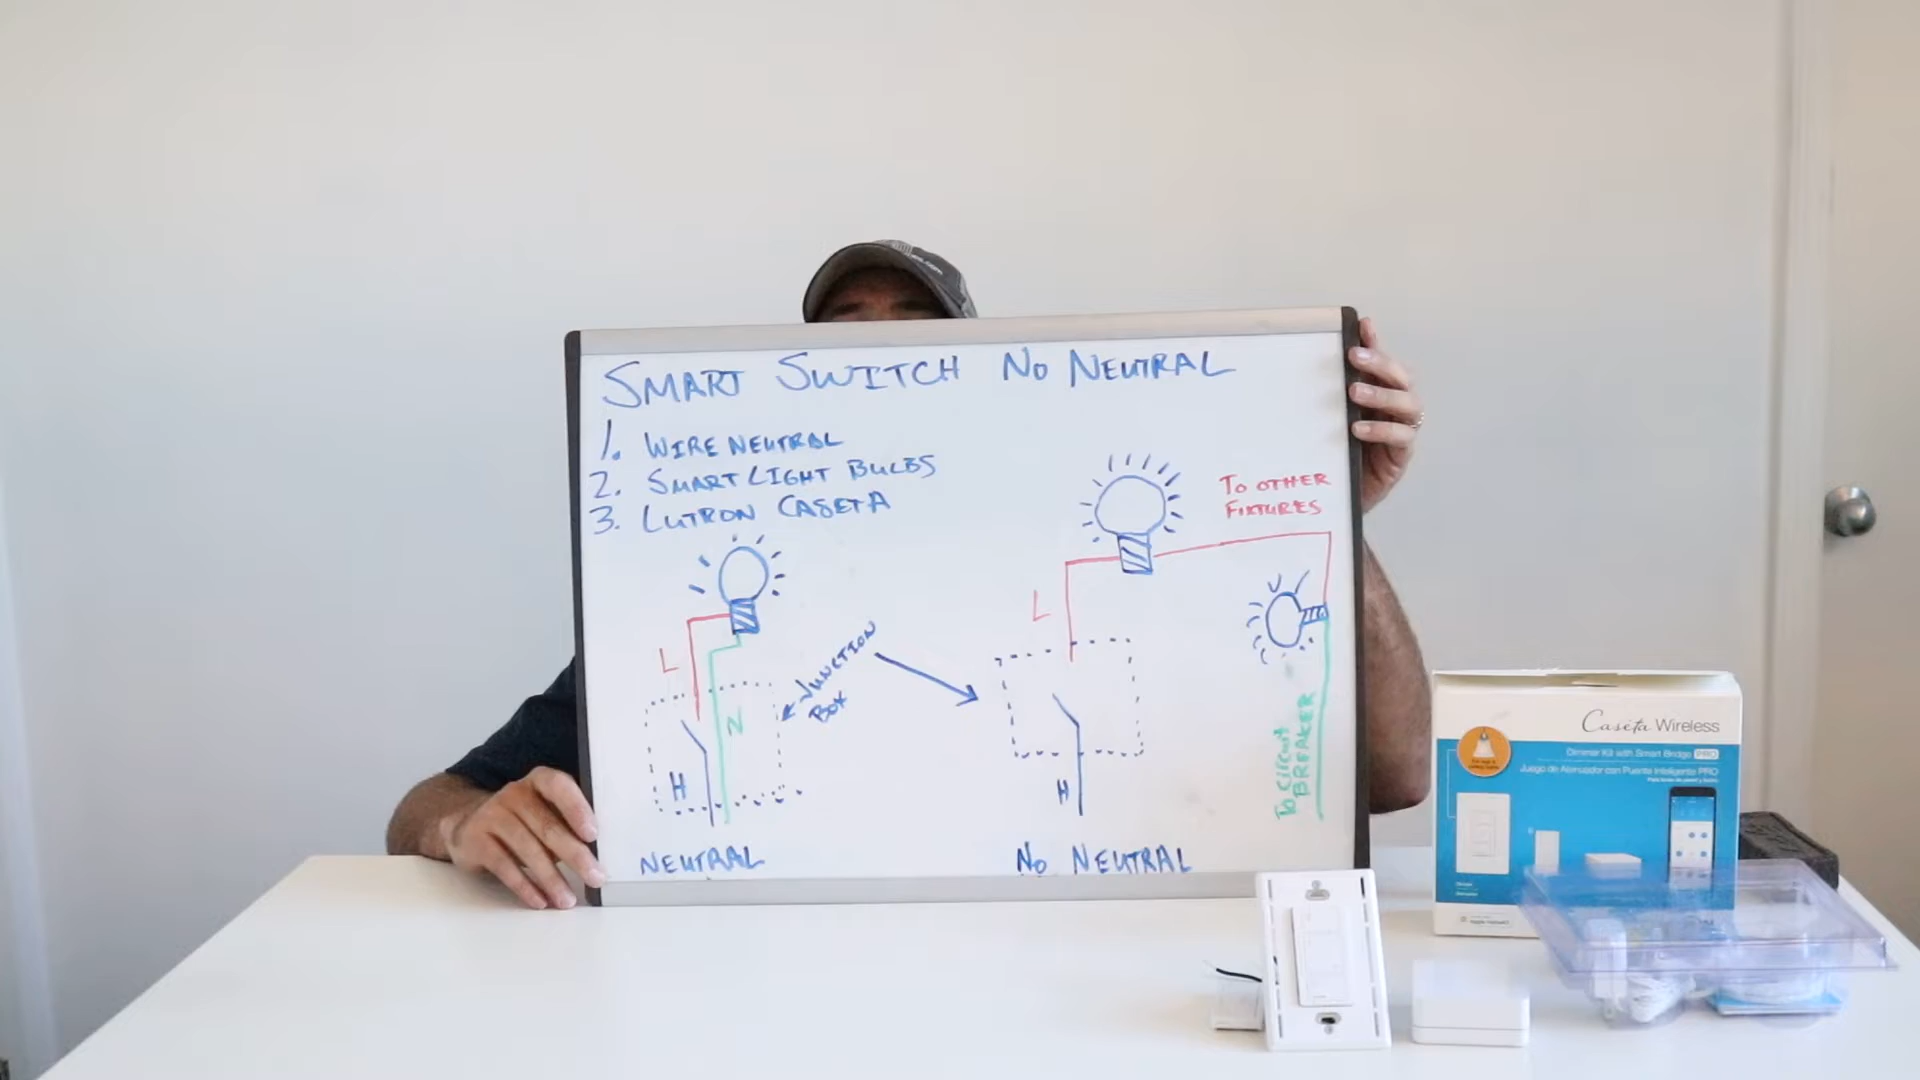 SMART SWITCH NO NEUTRAL
1. WIRE NEUTRAL
2. SMART LIGHT BULBS
3. LUTRON CASETA
TO OTHER
FIXTURES
L
L
JUNCTION
BOX
N
H
H
TO CIRCUIT
BREAKER
NEUTRAL
NO NEUTRAL
Caséta Wireless
Dimmer Kit with Smart Bridge PRO
Juego de Atenuador con Puente Inteligente PRO